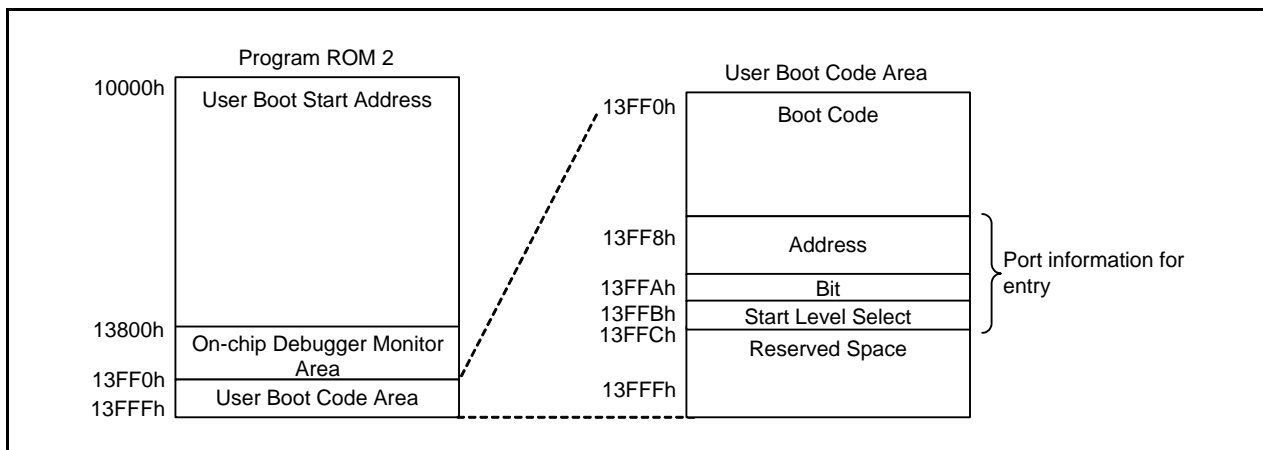 Program ROM 2
10000h
User Boot Start Address
13800h
On-chip Debugger Monitor
Area
13FF0h
User Boot Code Area
13FFFh
User Boot Code Area
13FF0h
Boot Code
13FF8h
Address
13FFAh
Bit
13FFBh
Start Level Select
13FFCh
Reserved Space
13FFFh
Port information for
entry